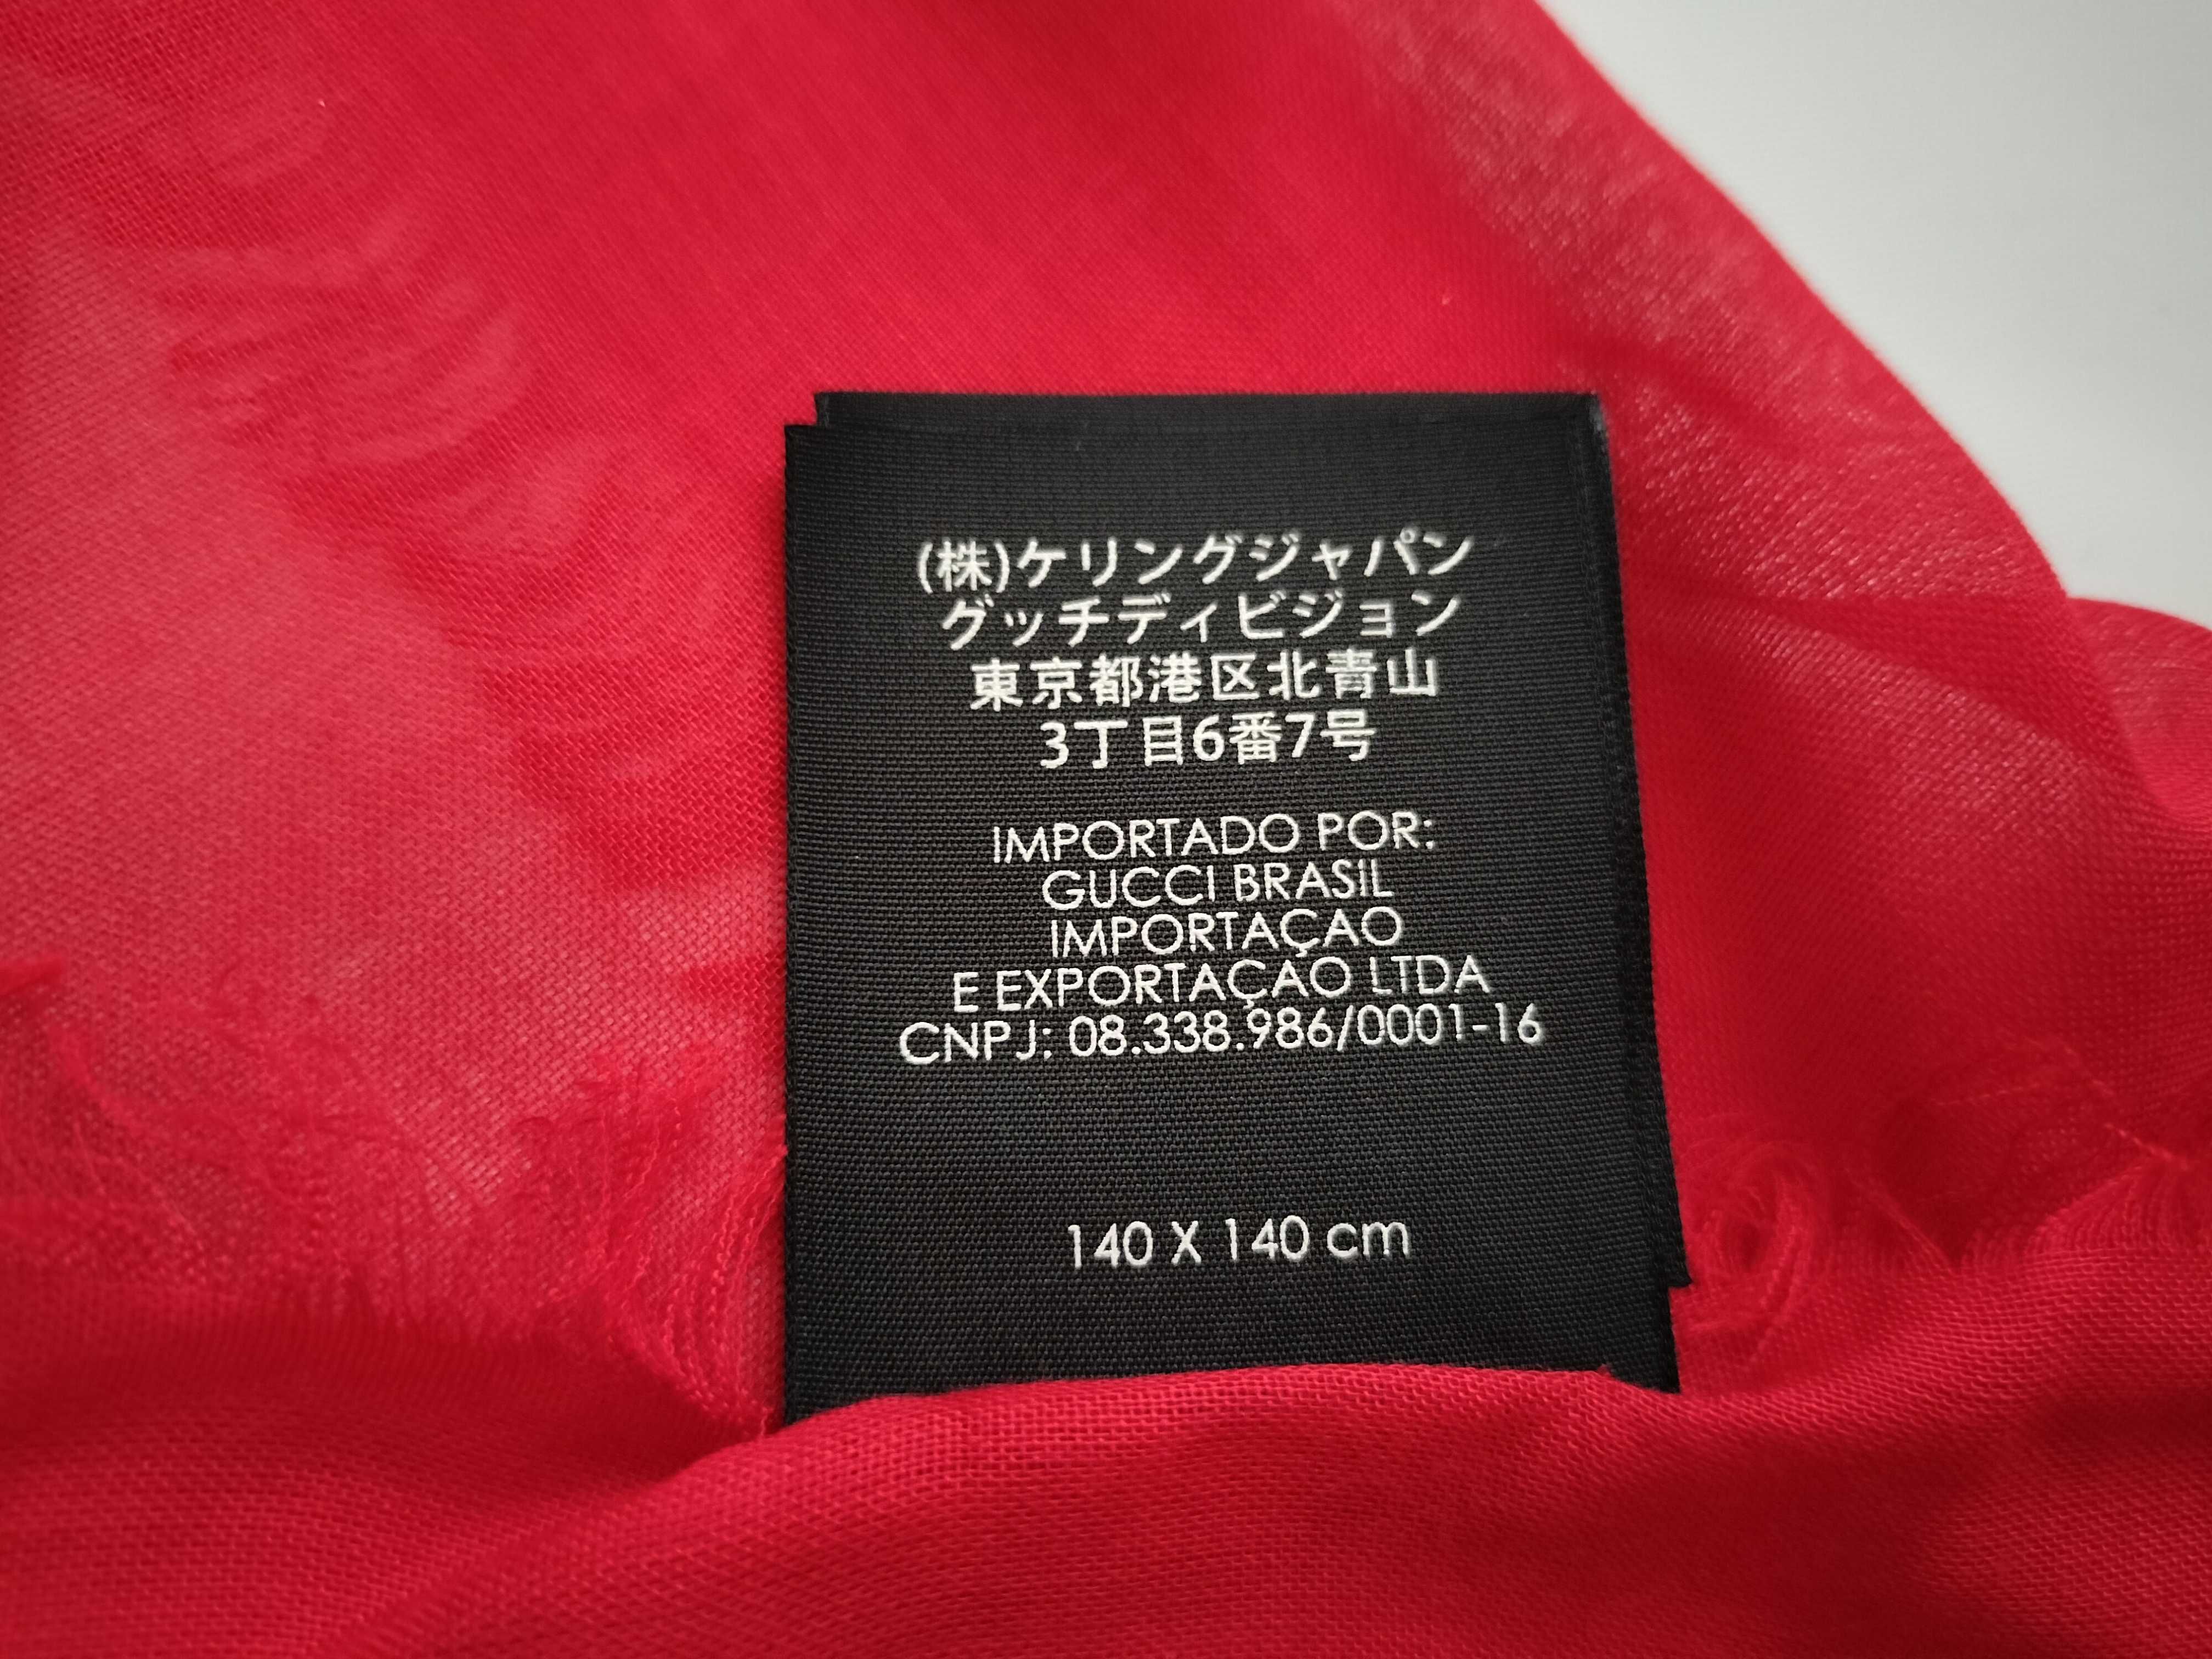 (株)ケリングジャパン
グッチディビジョン
東京都港区北青山
3丁目6番7号
IMPORTADO POR:
GUCCI BRASIL
IMPORTAÇAO
E EXPORTAÇAO LTDA
CNPJ: 08.338.986/0001-16
140 X 140 cm